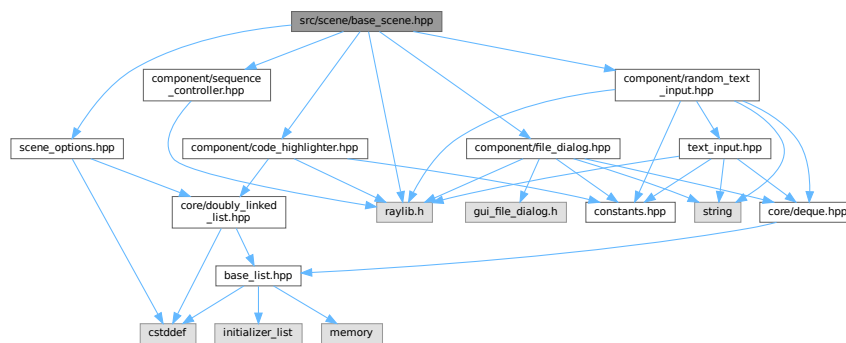 src/scene/base_scene.hpp
component/sequence
_controller.hpp
component/random_text
_input.hpp
scene_options.hpp
component/code_highlighter.hpp
component/file_dialog.hpp
text_input.hpp
core/doubly_linked
_list.hpp
raylib.h
gui_file_dialog.h
constants.hpp
string
core/deque.hpp
base_list.hpp
cstddef
initializer_list
memory